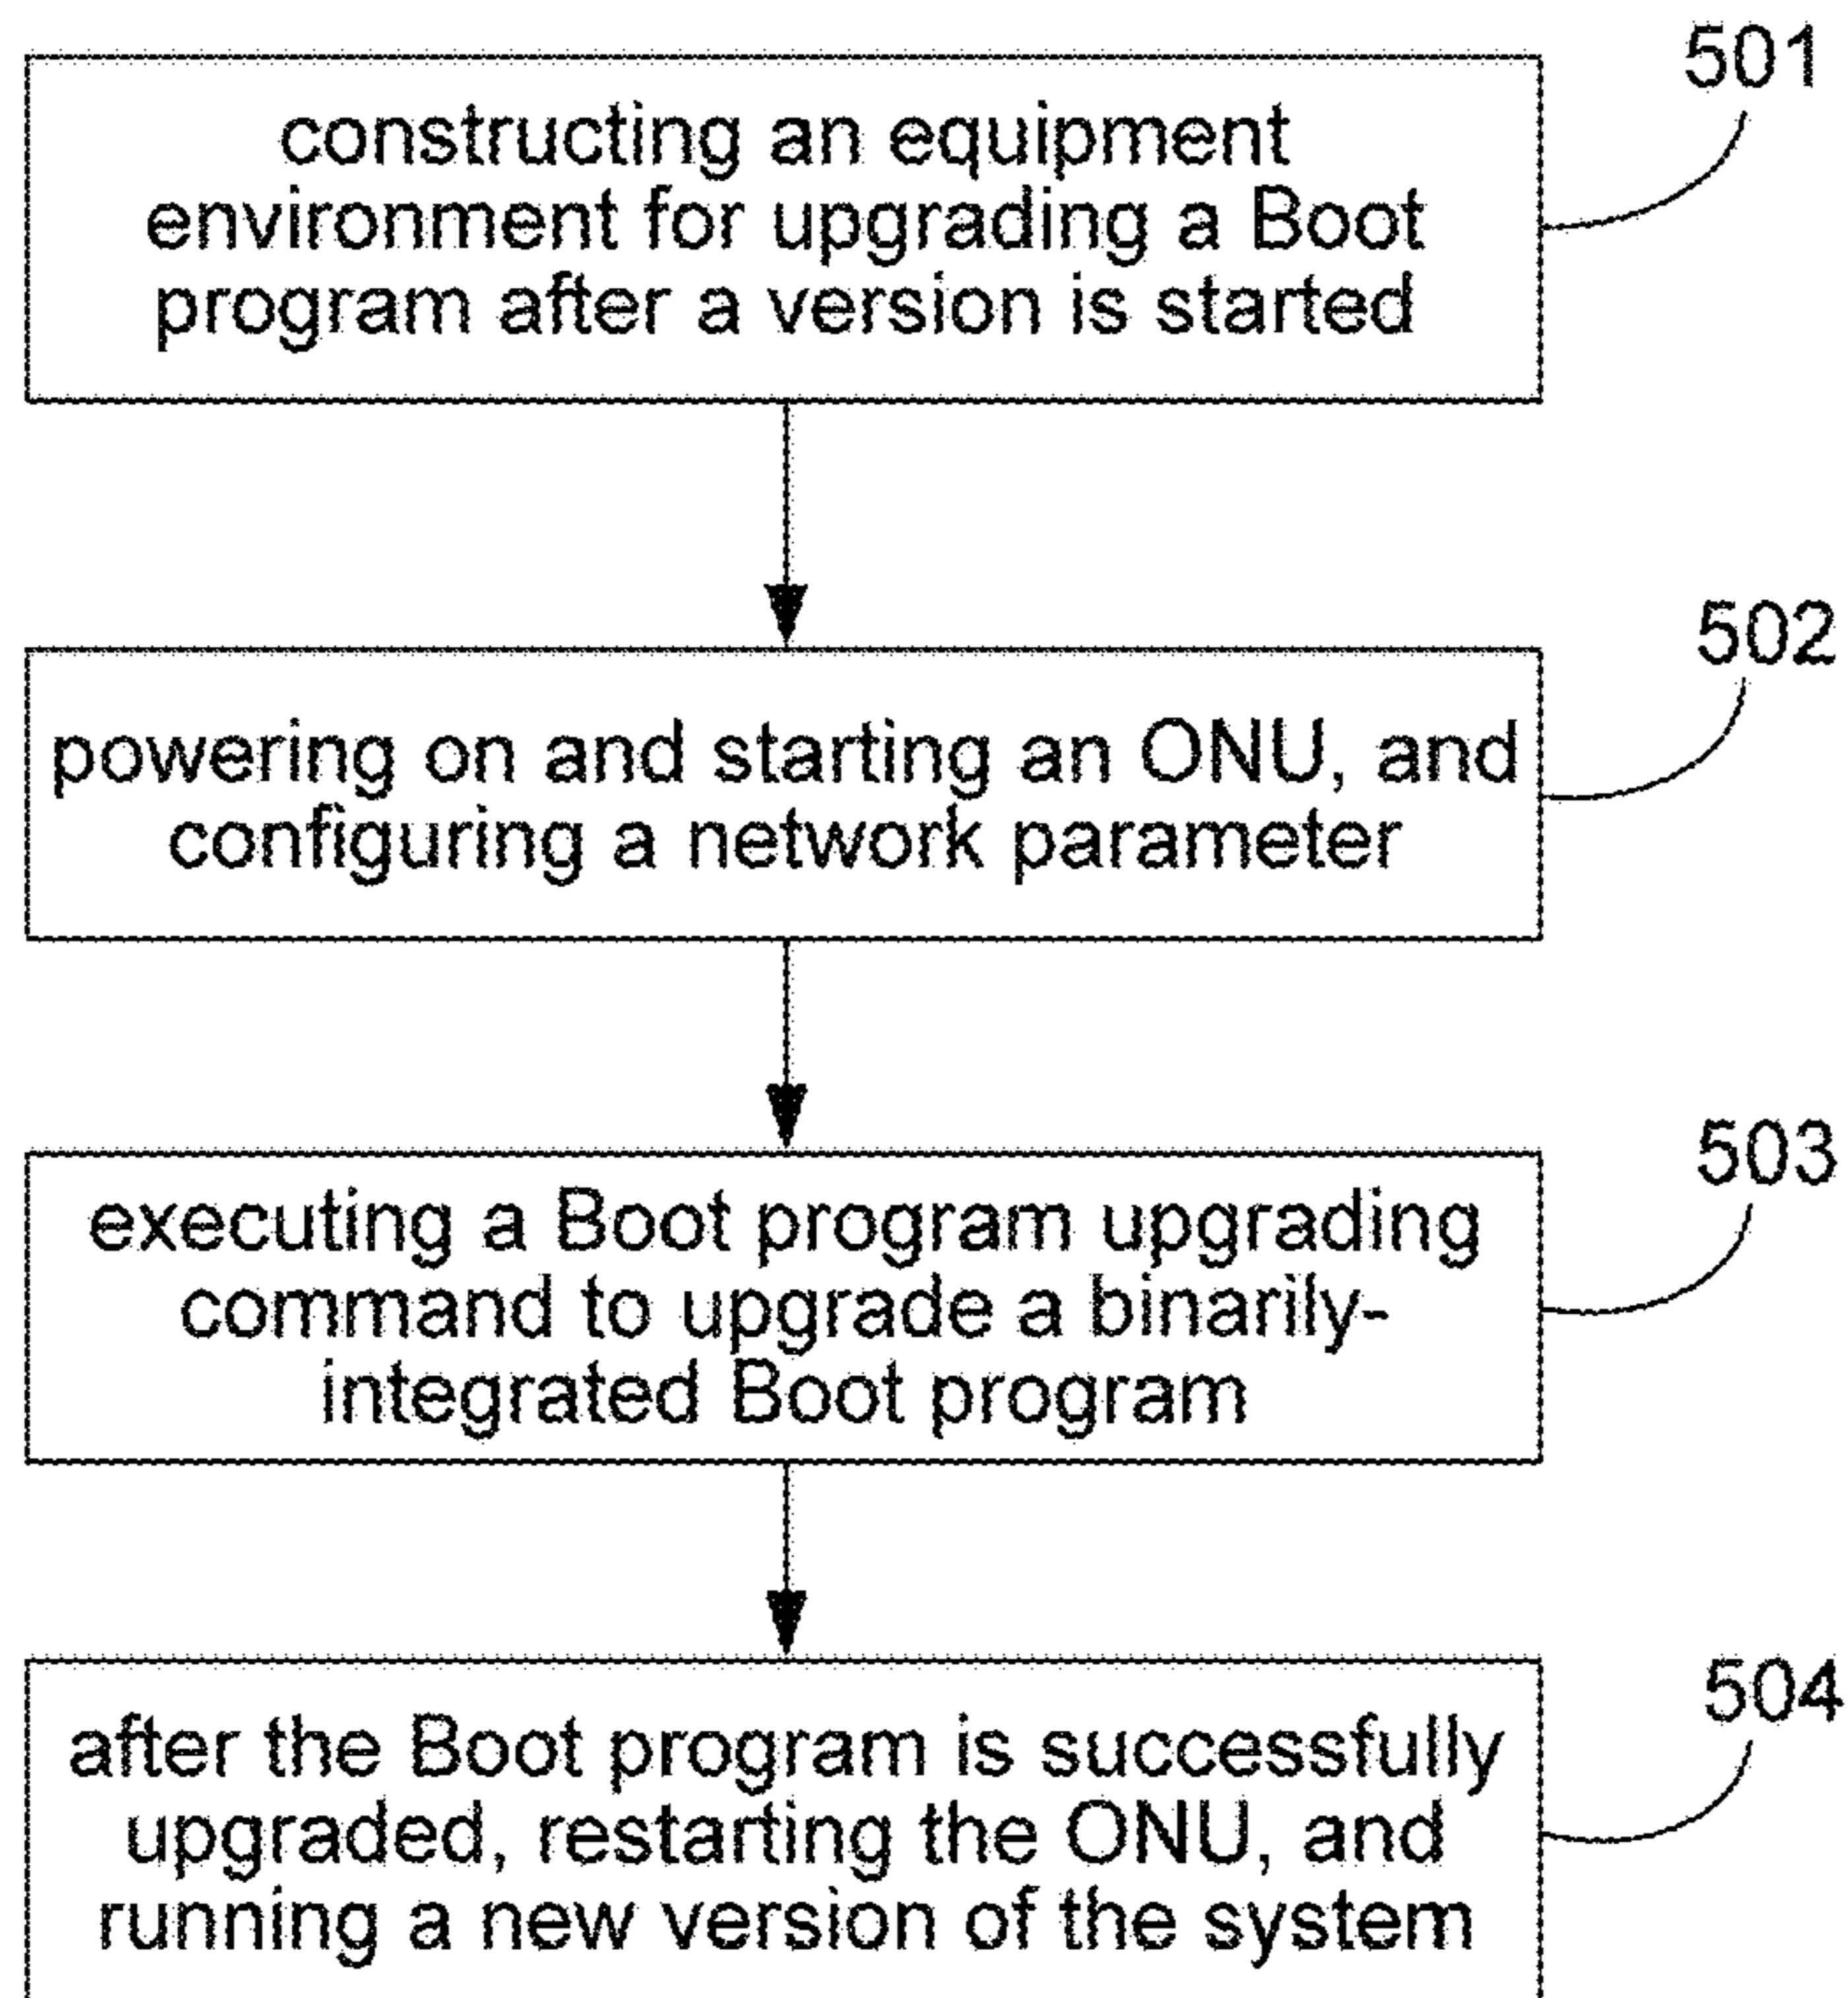 501
constructing an equipment
environment for upgrading a Boot
program after a version is started
502
powering on and starting an ONU, and
configuring a network parameter
503
executing a Boot program upgrading
command to upgrade a binarily-
integrated Boot program
504
after the Boot program is successfully
upgraded, restarting the ONU, and
running a new version of the system